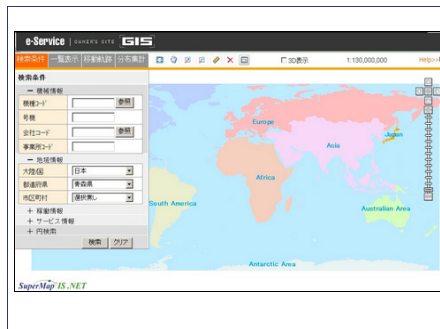 e-Service OWNER'S SITE GIS
検索条件 一覧表示 移動軌跡 分布集計 3D表示 1:130,000,000 Help>>
検索条件
ー 機械情報
機種コード 参照
号機
会社コード 参照
事業所コード
ー 地域情報
大陸/国 日本
都道府県 青森県
市区町村 選択無し
＋ 稼動情報
＋ サービス情報
＋ 円検索
検索 クリア
Europe
Asia
Japan
Africa
South America
Australian Area
Antarctic Area
SuperMap IS .NET